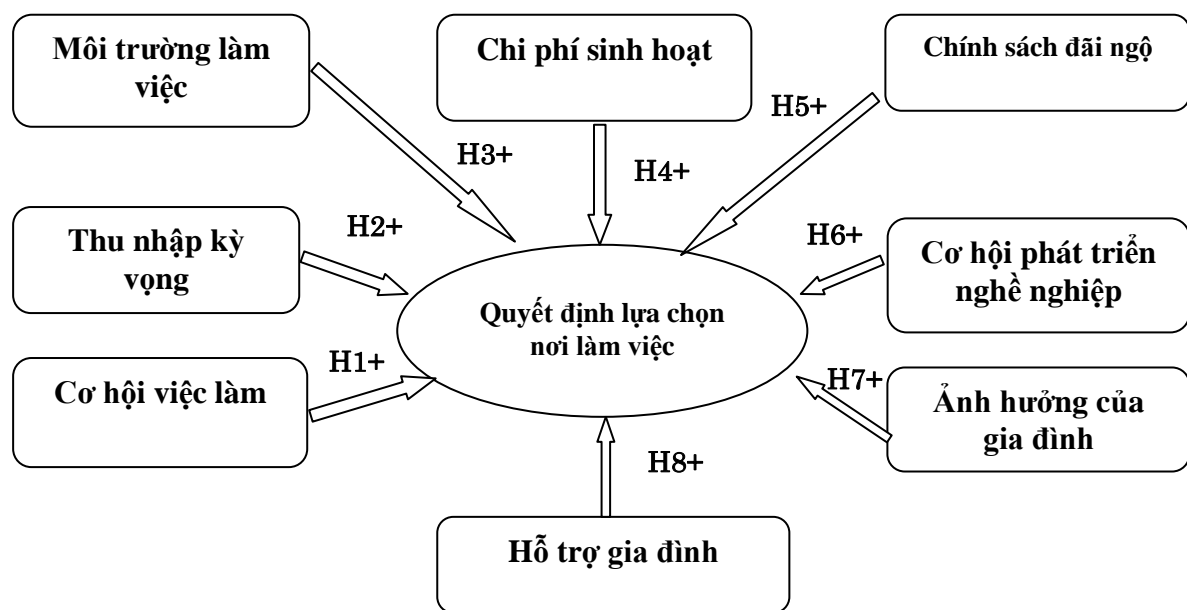 Môi trường làm
việc
Chi phí sinh hoạt
Chính sách đãi ngộ
H5+
H3+
H4+
Thu nhập kỳ
vọng
H2+
H6+
Cơ hội phát triển
nghề nghiệp
Quyết định lựa chọn
nơi làm việc
Cơ hội việc làm
H1+
H7+
Ảnh hưởng của
gia đình
H8+
Hỗ trợ gia đình